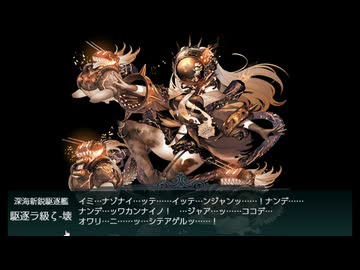 深海新鋭駆逐艦
駆逐ラ級ζ-壊
イミ…ナゾナイ…ッテ……イッテ…ンジャンッ……！ナンデ……
ナンデ…ッワカンナイノ！　…ジャア…ッ……ココデ…
オワリ…ニ……ッ…シテアゲルッ……！